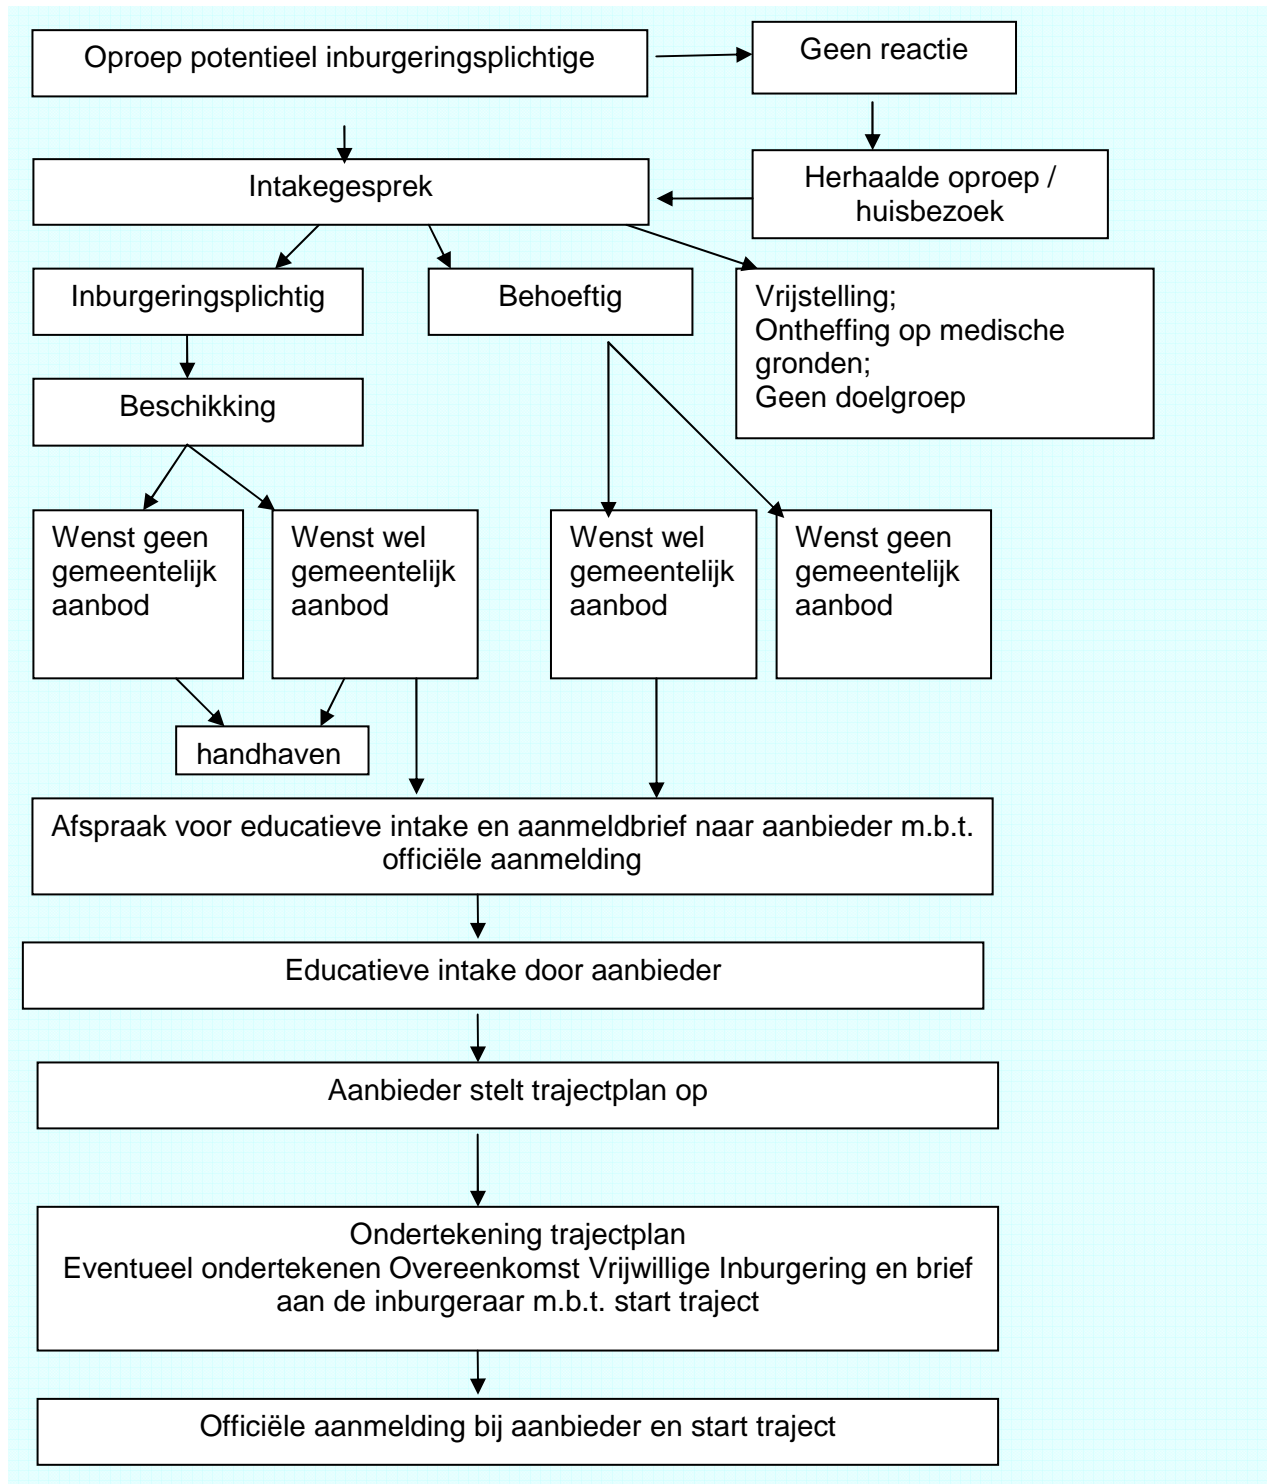 Oproep potentieel inburgeringsplichtige
Geen reactie
Intakegesprek
Herhaalde oproep /
huisbezoek
Inburgeringsplichtig
Behoeftig
Vrijstelling;
Ontheffing op medische
gronden;
Geen doelgroep
Beschikking
Wenst geen
gemeentelijk
aanbod
Wenst wel
gemeentelijk
aanbod
Wenst wel
gemeentelijk
aanbod
Wenst geen
gemeentelijk
aanbod
handhaven
Afspraak voor educatieve intake en aanmeldbrief naar aanbieder m.b.t.
officiële aanmelding
Educatieve intake door aanbieder
Aanbieder stelt trajectplan op
Ondertekening trajectplan
Eventueel ondertekenen Overeenkomst Vrijwillige Inburgering en brief
aan de inburgeraar m.b.t. start traject
Officiële aanmelding bij aanbieder en start traject